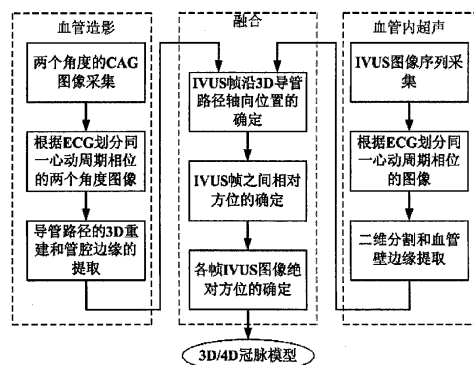 血管造影
两个角度的CAG
图像采集
根据ECG划分同
一心动周期相位
的两个角度图像
导管路径的3D重
建和管腔边缘的
提取
融合
IVUS帧沿3D导管
路径轴向位置的
确定
IVUS帧之间相对
方位的确定
各帧IVUS图像绝
对方位的确定
3D/4D冠脉模型
血管内超声
IVUS图像序列采
集
根据ECG划分同
一心动周期相位
的图像
二维分割和血管
壁边缘提取